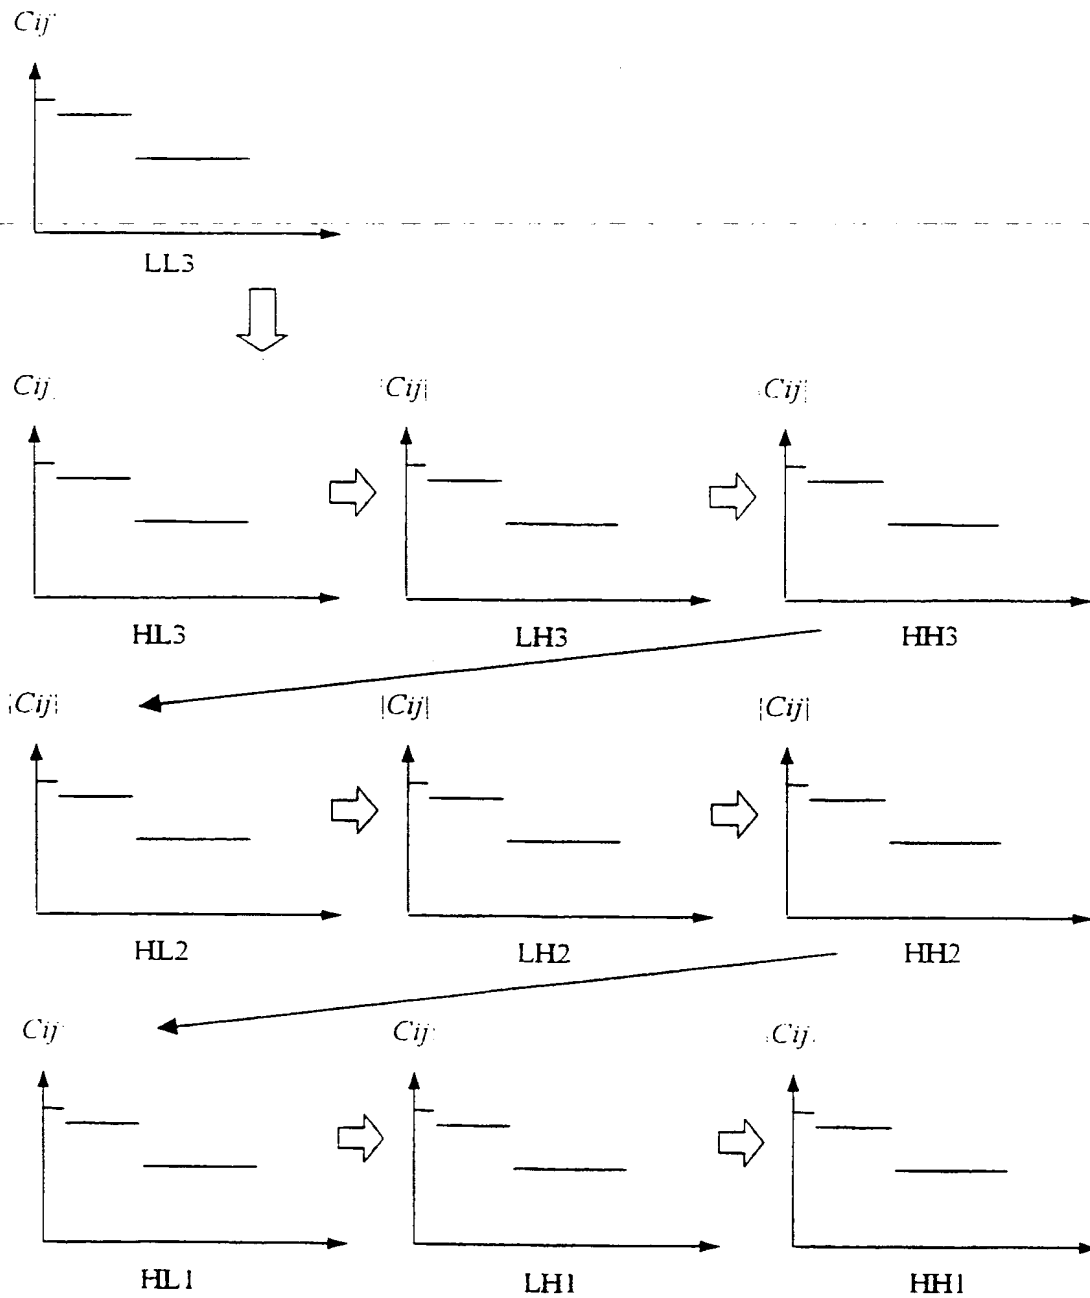 Cij
LL3
Cij |Cij| |Cij|
HL3 LH3 HH3
|Cij| |Cij| |Cij|
HL2 LH2 HH2
Cij Cij Cij
HL1 LH1 HH1